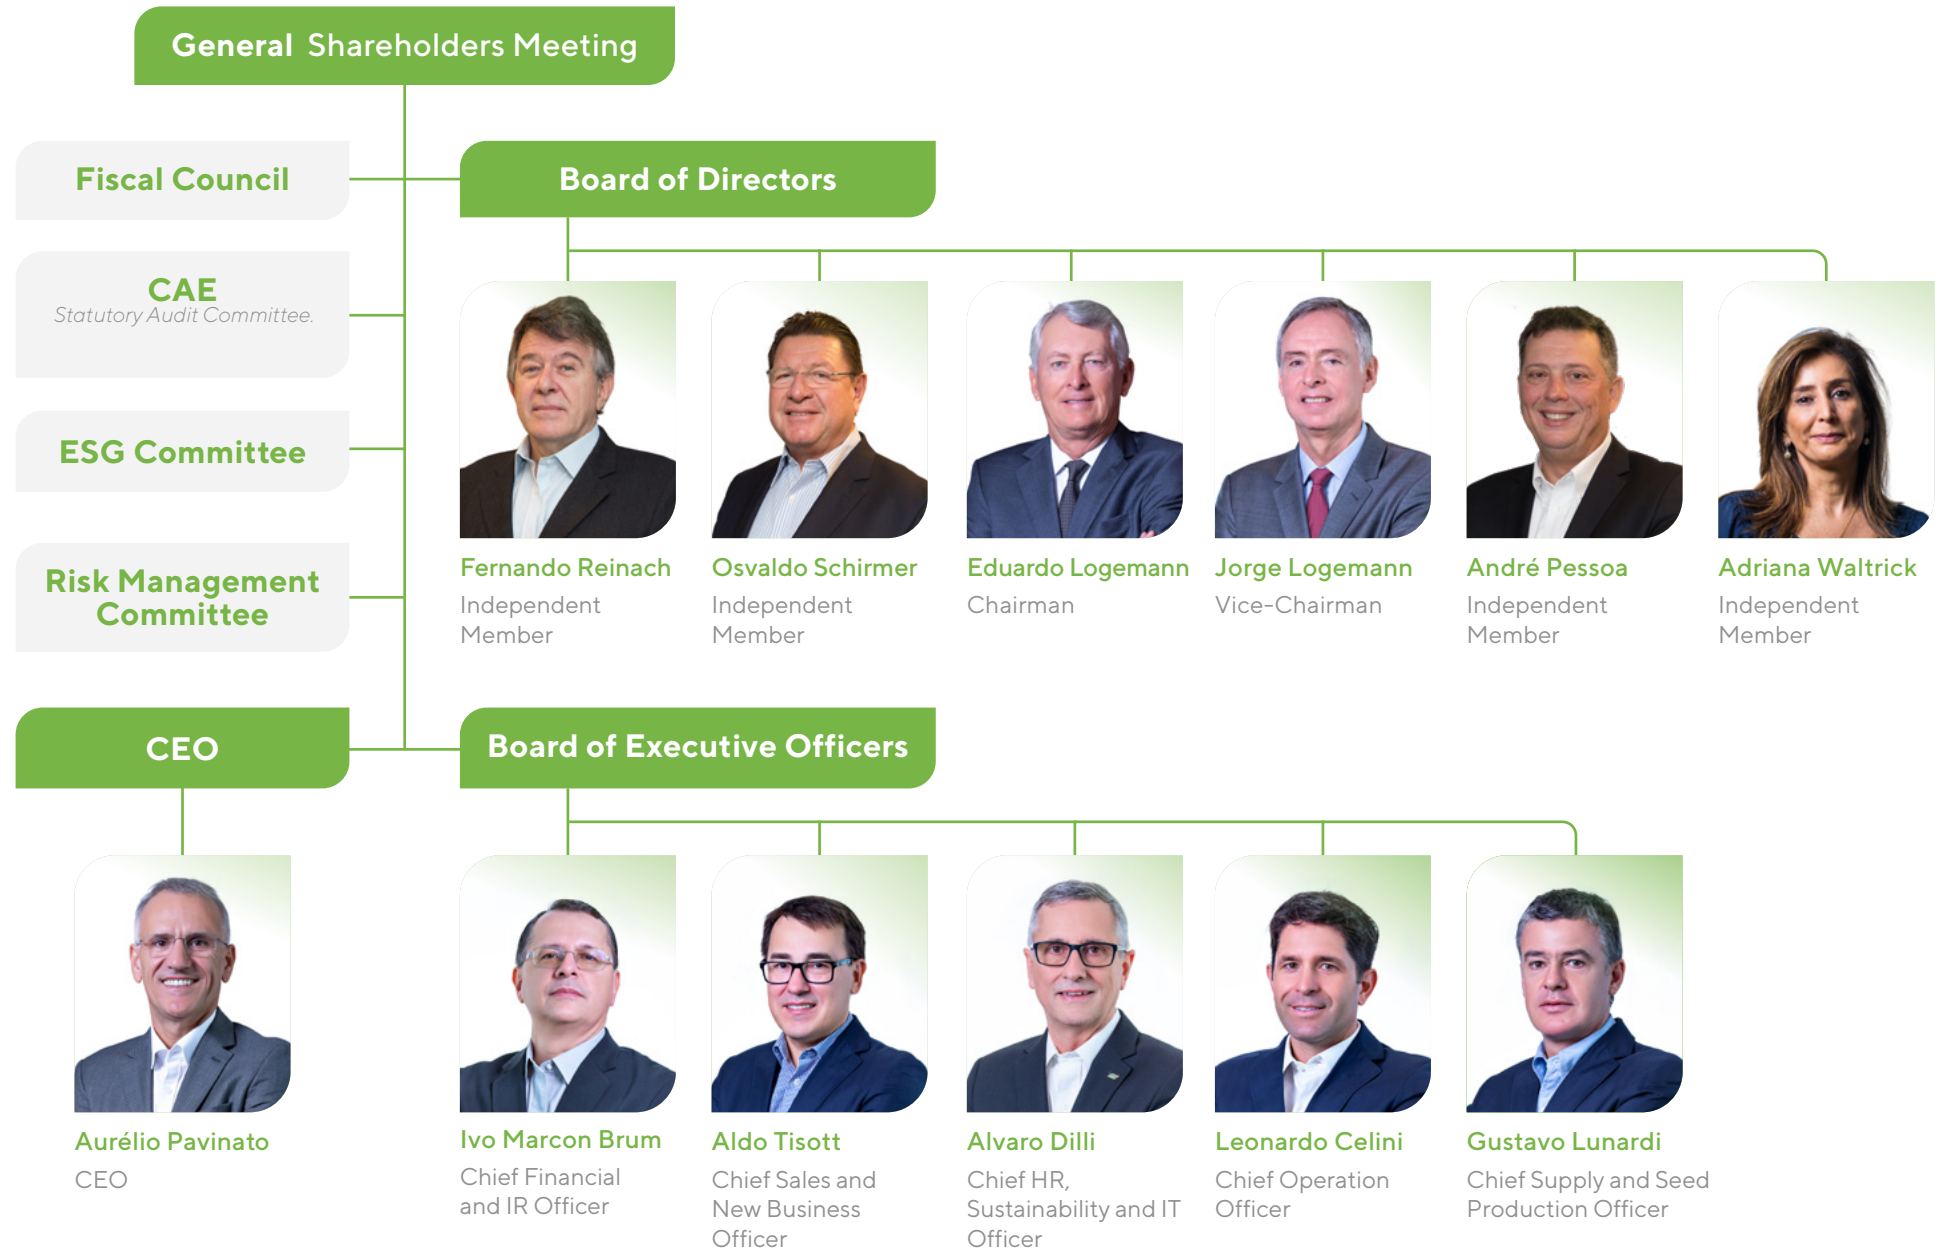 General Shareholders Meeting
Fiscal Council
Board of Directors
CAE
Statutory Audit Committee.
ESG Committee
Risk Management
Committee
Fernando Reinach
Independent
Member
Osvaldo Schirmer
Independent
Member
Eduardo Logemann
Chairman
Jorge Logemann
Vice-Chairman
André Pessoa
Independent
Member
Adriana Waltrick
Independent
Member
CEO
Board of Executive Officers
Aurélio Pavinato
CEO
Ivo Marcon Brum
Chief Financial
and IR Officer
Aldo Tisott
Chief Sales and
New Business
Officer
Alvaro Dilli
Chief HR,
Sustainability and IT
Officer
Leonardo Celini
Chief Operation
Officer
Gustavo Lunardi
Chief Supply and Seed
Production Officer